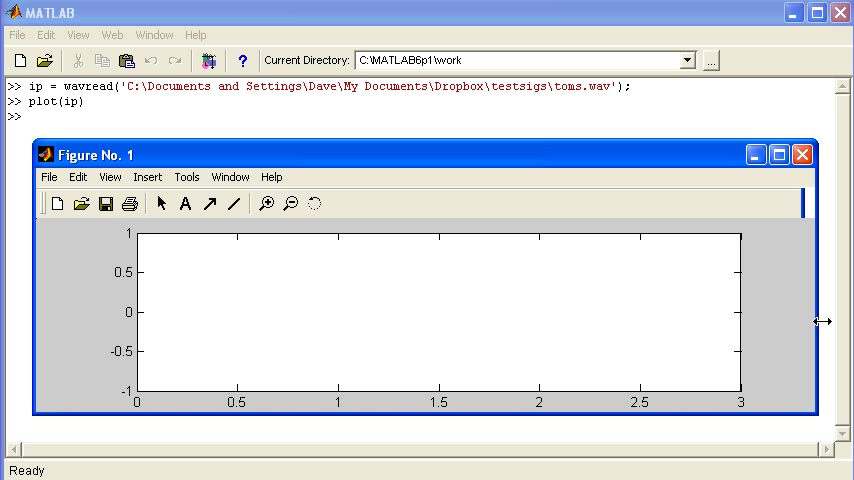 MATLAB
File Edit View Web Window Help
Current Directory: C:\MATLAB6p1\work ...
>> ip = wavread('C:\Documents and Settings\Dave\My Documents\Dropbox\testsigs\toms.wav');
>> plot(ip)
>>
Figure No. 1
File Edit View Insert Tools Window Help
A
1
0.5
0
-0.5
-1
0 0.5 1 1.5 2 2.5 3
Ready